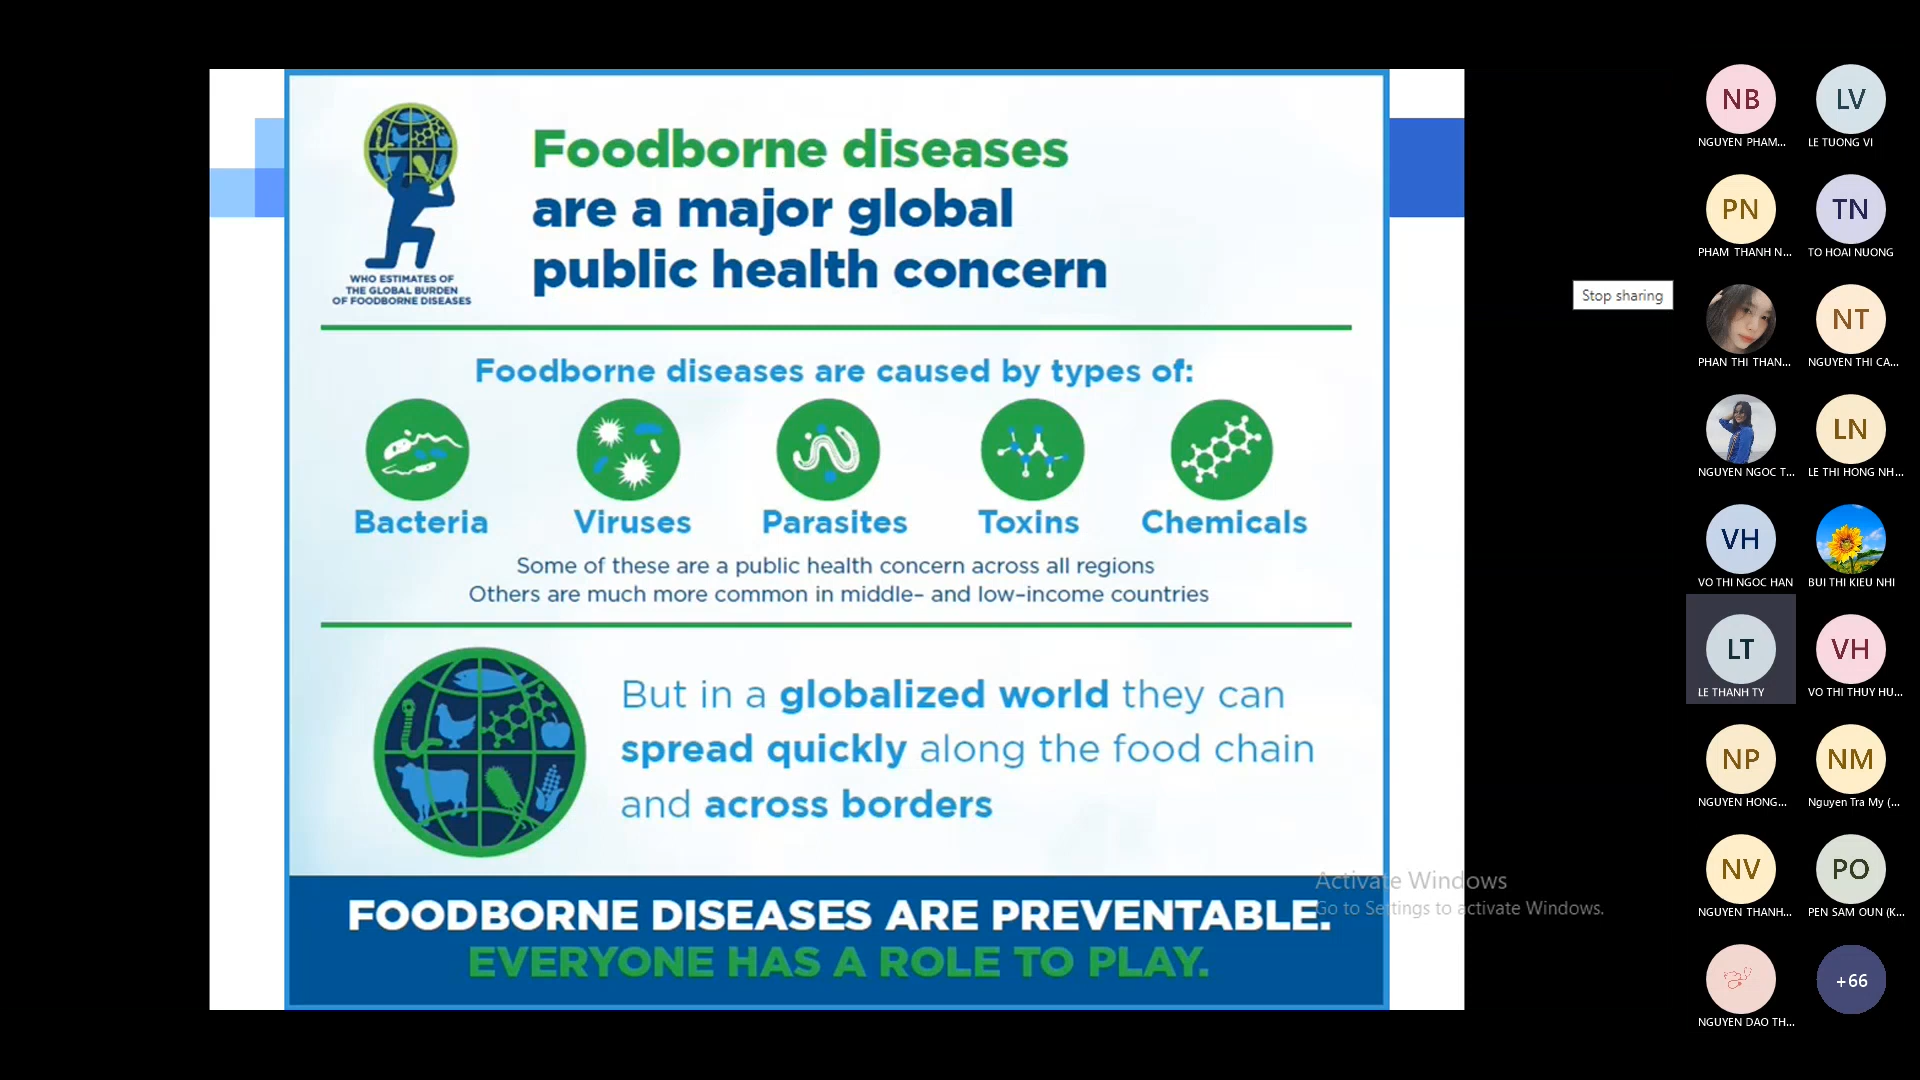 WHO ESTIMATES OF
THE GLOBAL BURDEN
OF FOODBORNE DISEASES
Foodborne diseases
are a major global
public health concern
Foodborne diseases are caused by types of:
Bacteria
Viruses
Parasites
Toxins
Chemicals
Some of these are a public health concern across all regions
Others are much more common in middle- and low-income countries
But in a globalized world they can
spread quickly along the food chain
and across borders
FOODBORNE DISEASES ARE PREVENTABLE.
EVERYONE HAS A ROLE TO PLAY.
Activate Windows
Go to Settings to activate Windows.
Stop sharing
NB
NGUYEN PHAM...
LV
LE TUONG VI
PN
PHAM THANH N...
TN
TO HOAI NUONG
PHAN THI THAN...
NT
NGUYEN THI CA...
NGUYEN NGOC T...
LN
LE THI HONG NH...
VH
VO THI NGOC HAN
BUI THI KIEU NHI
LT
LE THANH TY
VH
VO THI THUY HU...
NP
NGUYEN HONG...
NM
Nguyen Tra My (...
NV
NGUYEN THANH...
PO
PEN SAM OUN (K...
NGUYEN DAO TH...
+66